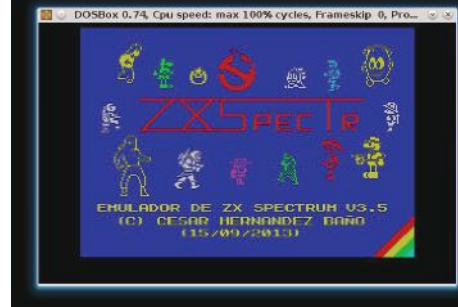 DOSBox 0.74, Cpu speed: max 100% cycles, Frameskip 0, Pro...
ZXSpectr
EMULADOR DE ZX SPECTRUM V3.5
(C) CESAR HERNANDEZ BAÑO
(15/09/2013)